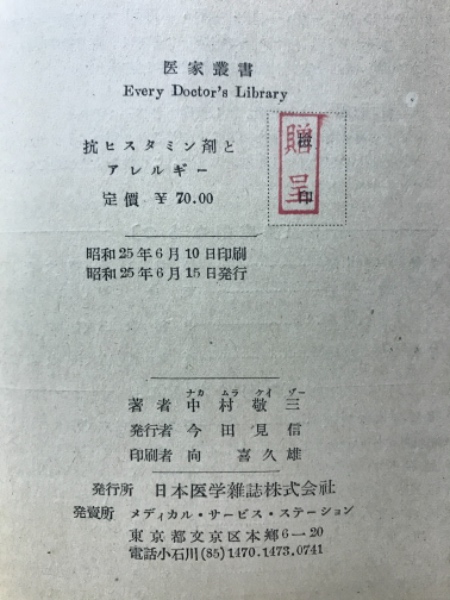 医家叢書
Every Doctor's Library
抗ヒスタミン剤と
アレルギー
定價 ¥ 70.00
贈呈
印
昭和25年6月10日印刷
昭和25年6月15日発行
ナカ ムラ ケイ ゾー
著者 中村敬三
発行者 今田見信
印刷者 向喜久雄
発行所 日本医学雑誌株式会社
発賣所 メディカル・サービス・ステーション
東京都文京区本郷6—20
電話小石川(85)1470.1473.0741